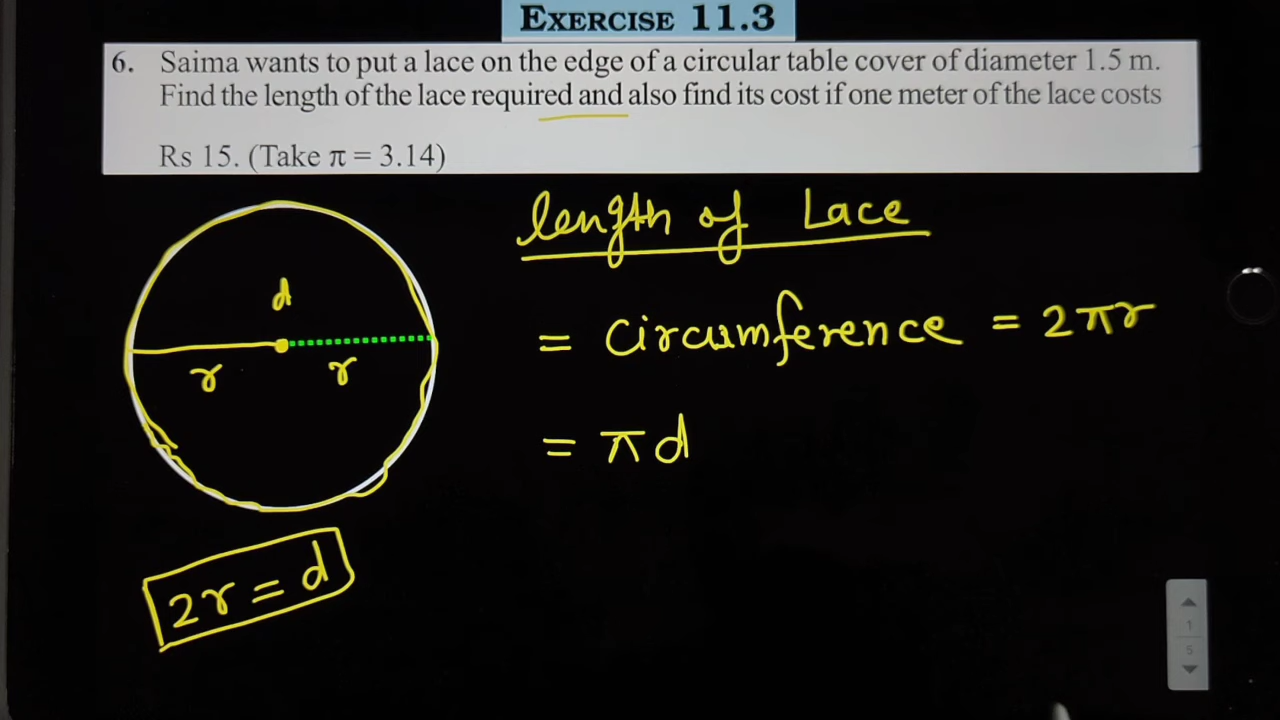 EXERCISE 11.3
6. Saima wants to put a lace on the edge of a circular table cover of diameter 1.5 m.
Find the length of the lace required and also find its cost if one meter of the lace costs
Rs 15. (Take π = 3.14)
length of Lace
d
= circumference = 2πr
r r
= πd
2r = d
1
5